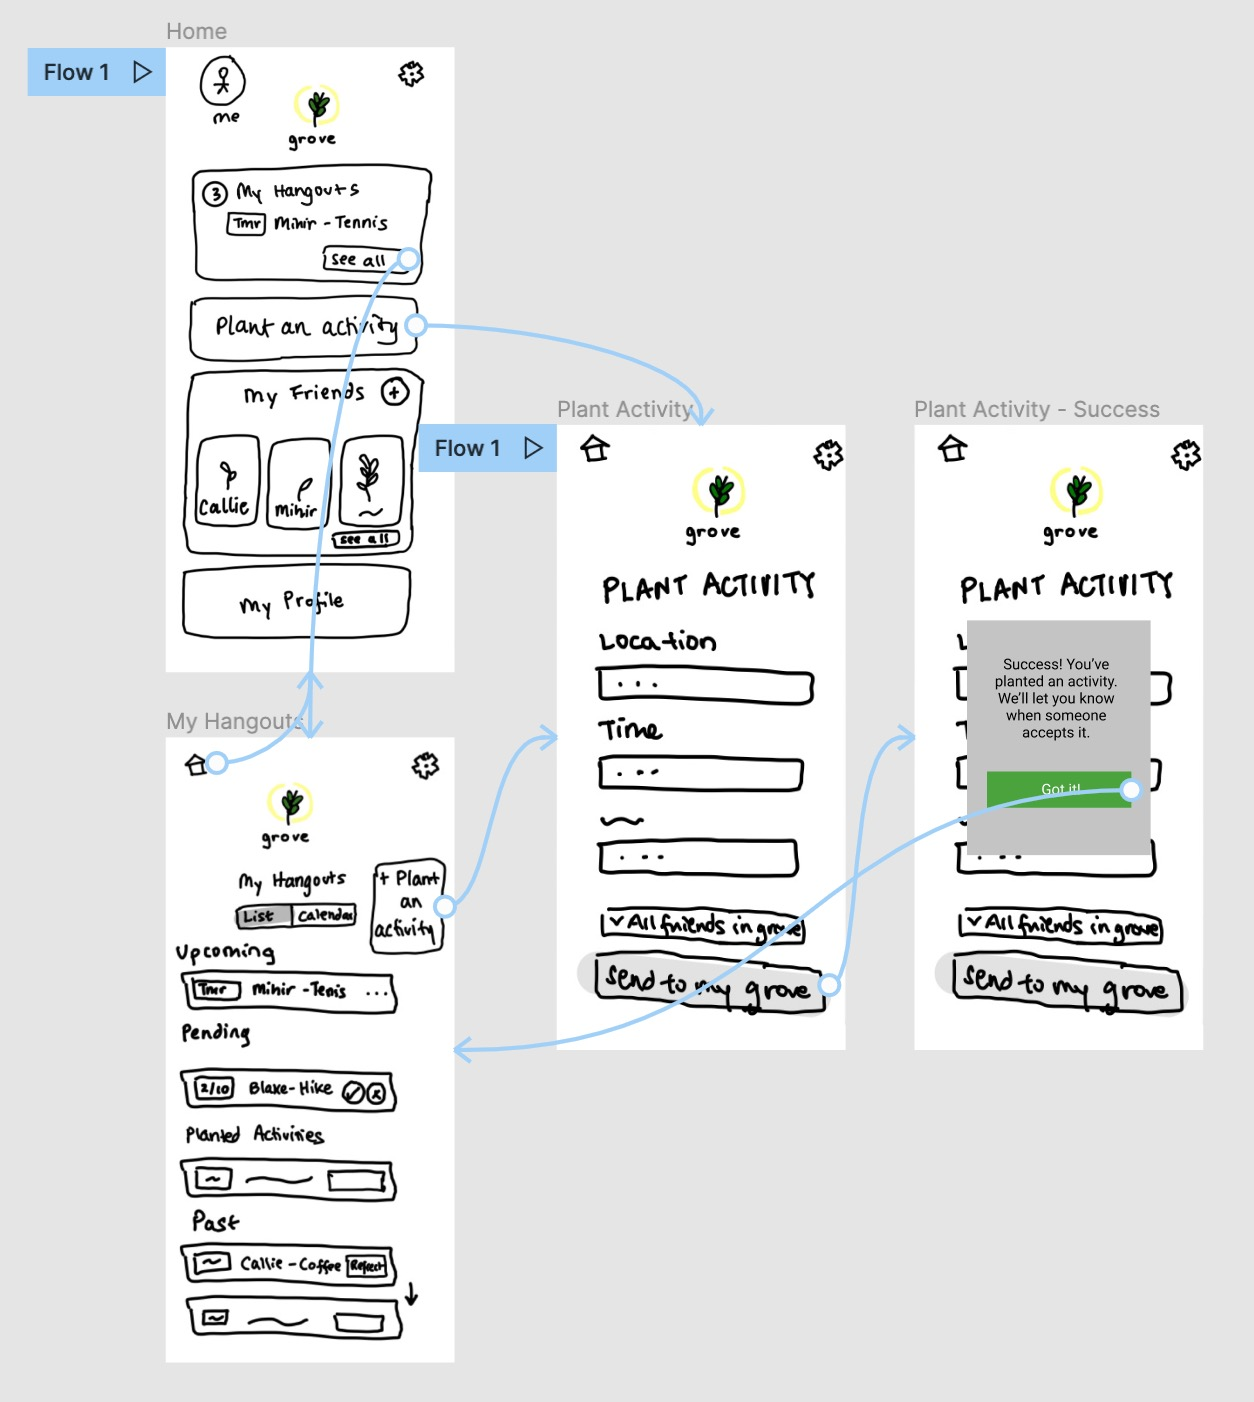 Home
Flow 1
me
grove
3 My Hangouts
Tmr Mihir - Tennis
see all
Plant an activity
My Friends +
Callie
Mihir
see all
My Profile
My Hangouts
grove
My Hangouts
List Calendar
+ Plant
an
activity
Upcoming
Tmr Mihir - Tenis ...
Pending
2/10 Blake - Hike
Planted Activities
Past
Callie - Coffee Reflect
Flow 1
Plant Activity
grove
PLANT ACTIVITY
Location
...
Time
...
...
All friends in grove
Send to my grove
Plant Activity - Success
grove
PLANT ACTIVITY
L
Success! You've
planted an activity.
We'll let you know
when someone
accepts it.
T
Got it!
...
All friends in grove
Send to my grove